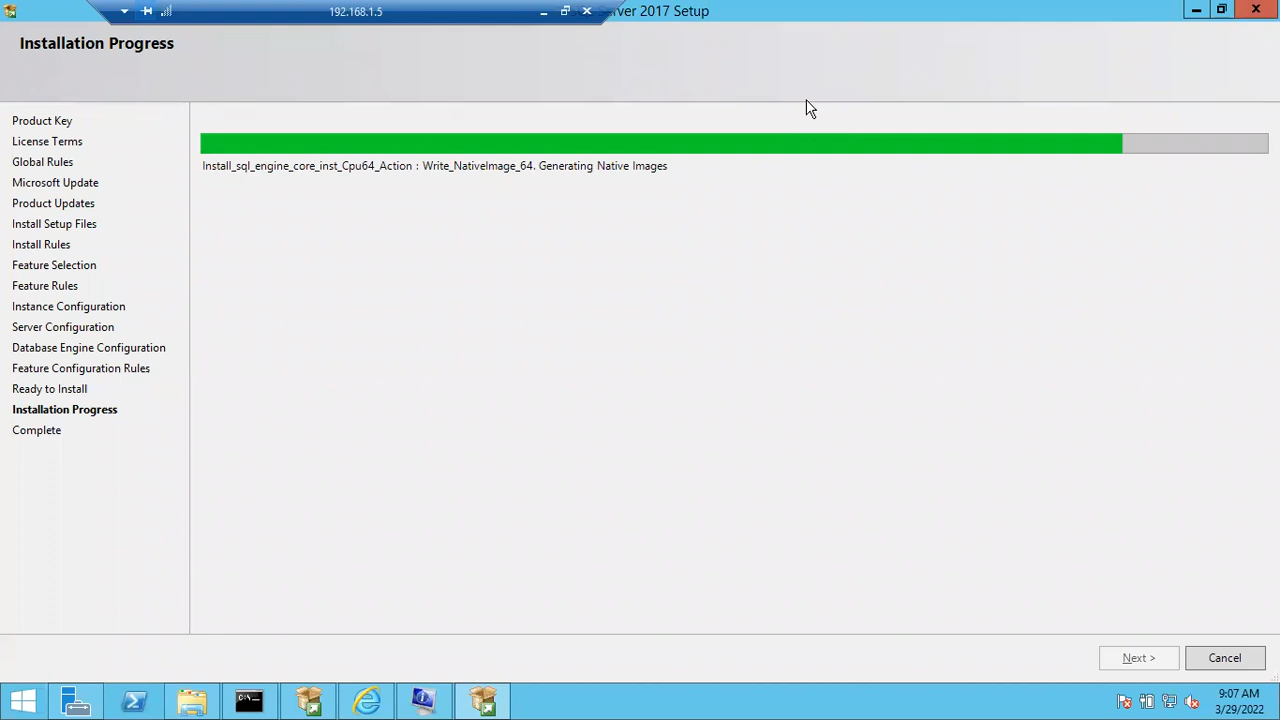 192.168.1.5
Server 2017 Setup
Installation Progress
Product Key
License Terms
Global Rules
Microsoft Update
Product Updates
Install Setup Files
Install Rules
Feature Selection
Feature Rules
Instance Configuration
Server Configuration
Database Engine Configuration
Feature Configuration Rules
Ready to Install
Installation Progress
Complete
Install_sql_engine_core_inst_Cpu64_Action : Write_NativeImage_64. Generating Native Images
Next >
Cancel
9:07 AM
3/29/2022